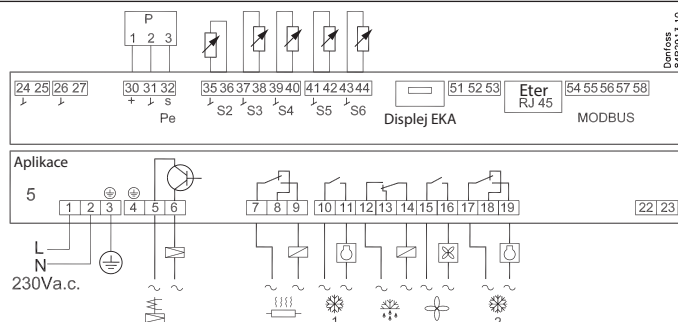 P
1 2 3
Danfoss
24 25 26 27 30 31 32 35 36 37 38 39 40 41 42 43 44 51 52 53 54 55 56 57 58
+ s
Pe
S2 S3 S4 S5 S6
Displej EKA
Eter
RJ 45
MODBUS
Aplikace
5
1 2 3 4 5 6 7 8 9 10 11 12 13 14 15 16 17 18 19 22 23
L
N
230Va.c.
1
2